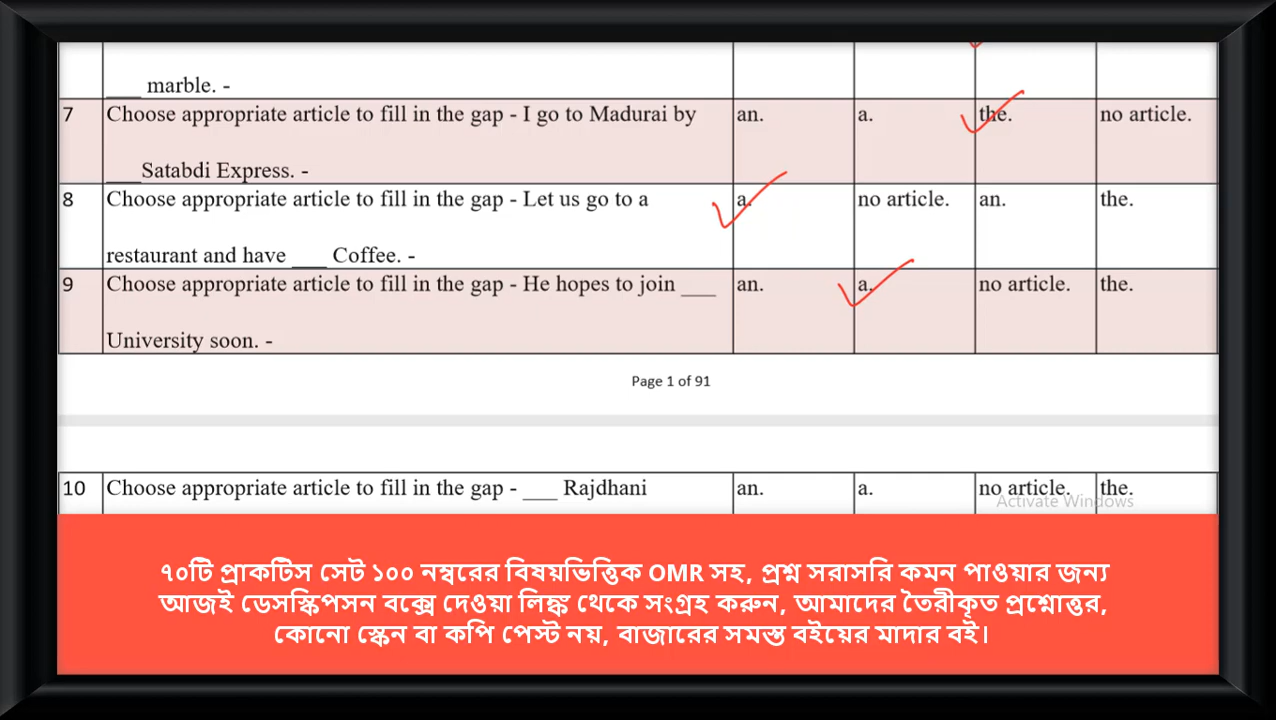 ___ marble. -
7 Choose appropriate article to fill in the gap - I go to Madurai by an. a. the. no article.
___Satabdi Express. -
8 Choose appropriate article to fill in the gap - Let us go to a a. no article. an. the.
restaurant and have ___ Coffee. -
9 Choose appropriate article to fill in the gap - He hopes to join ___ an. a. no article. the.
University soon. -
Page 1 of 91
10 Choose appropriate article to fill in the gap - ___ Rajdhani an. a. no article. the.
Activate Windows
৭০টি প্রাকটিস সেট ১০০ নম্বরের বিষয়ভিত্তিক OMR সহ, প্রশ্ন সরাসরি কমন পাওয়ার জন্য
আজই ডেসস্ক্রিপসন বক্সে দেওয়া লিঙ্ক থেকে সংগ্রহ করুন, আমাদের তৈরীকৃত প্রশ্নোত্তর,
কোনো স্কেন বা কপি পেস্ট নয়, বাজারের সমস্ত বইয়ের মাদার বই।